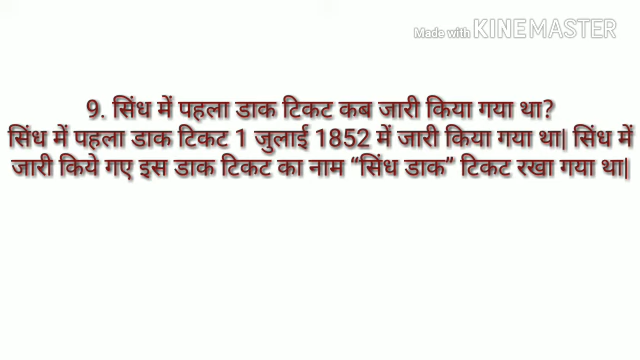 Made with KINEMASTER
9. सिंध में पहला डाक टिकट कब जारी किया गया था?
सिंध में पहला डाक टिकट 1 जुलाई 1852 में जारी किया गया था| सिंध में
जारी किये गए इस डाक टिकट का नाम “सिंध डाक” टिकट रखा गया था|